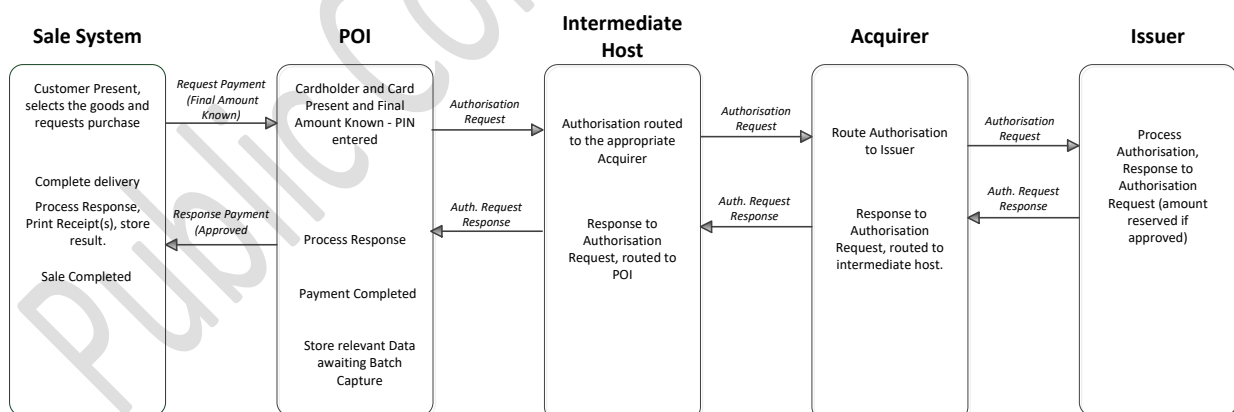 Sale System
POI
Intermediate
Host
Acquirer
Issuer
Customer Present,
selects the goods and
requests purchase
Complete delivery
Process Response,
Print Receipt(s), store
result.
Sale Completed
Request Payment
(Final Amount
Known)
Response Payment
(Approved
Cardholder and Card
Present and Final
Amount Known - PIN
entered
Process Response
Payment Completed
Store relevant Data
awaiting Batch
Capture
Authorisation
Request
Auth. Request
Response
Authorisation routed
to the appropriate
Acquirer
Response to
Authorisation
Request, routed to
POI
Authorisation
Request
Auth. Request
Response
Route Authorisation
to Issuer
Response to
Authorisation
Request, routed to
intermediate host.
Authorisation
Request
Auth. Request
Response
Process
Authorisation,
Response to
Authorisation
Request (amount
reserved if
approved)
Public